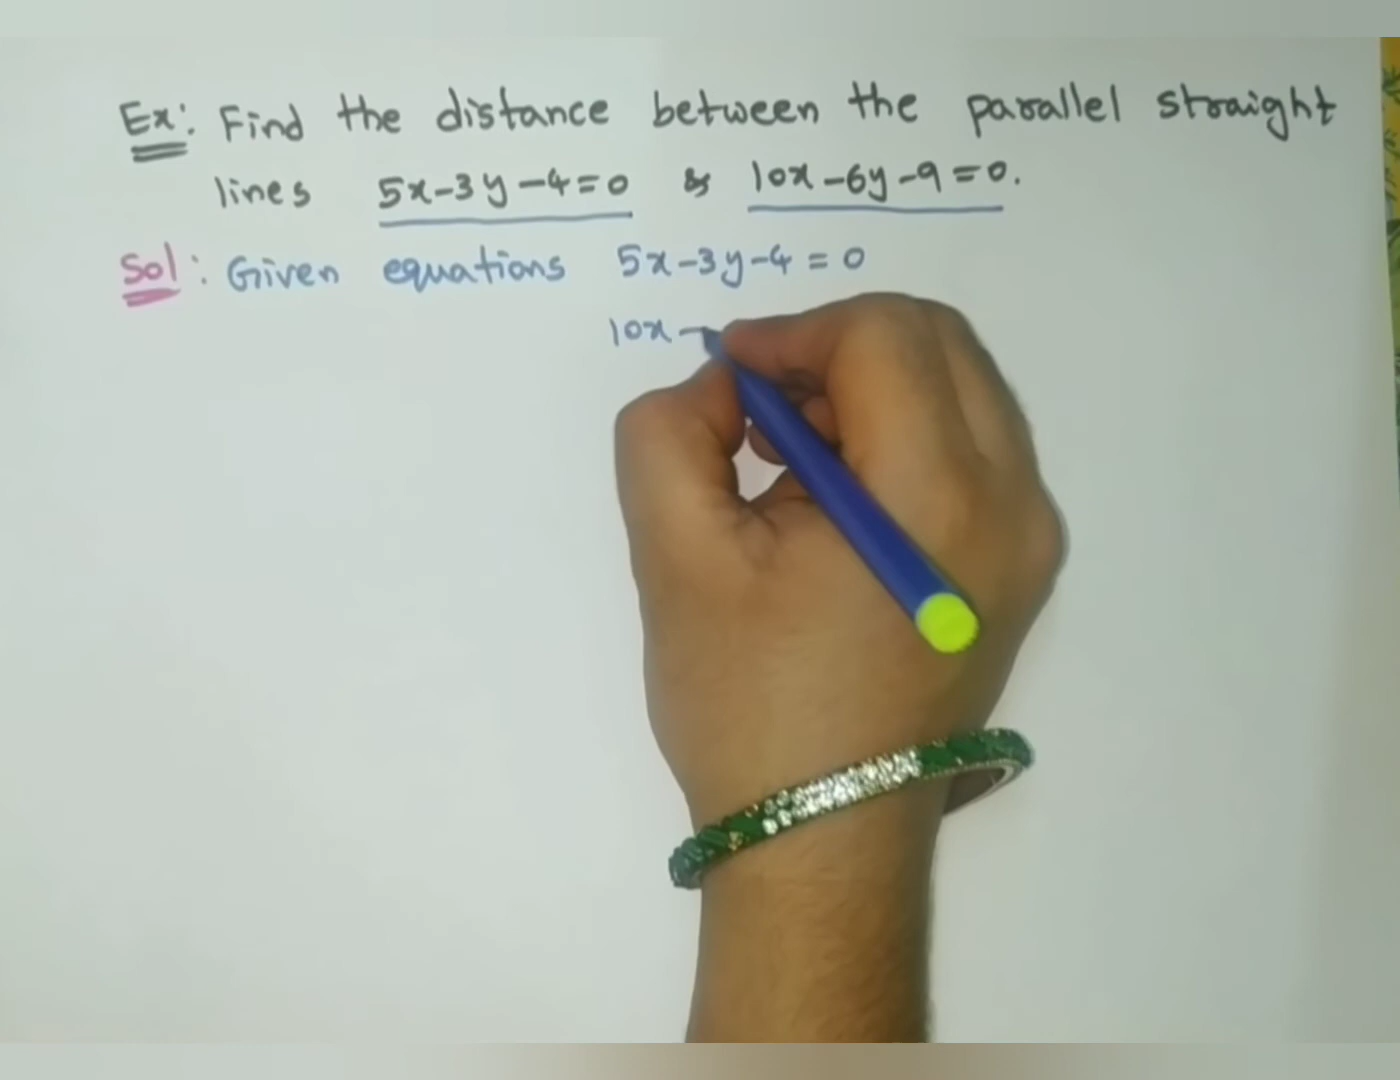 Ex: Find the distance between the parallel straight
lines 5x-3y-4=0 & 10x-6y-9=0.
Sol: Given equations 5x-3y-4=0
10x-